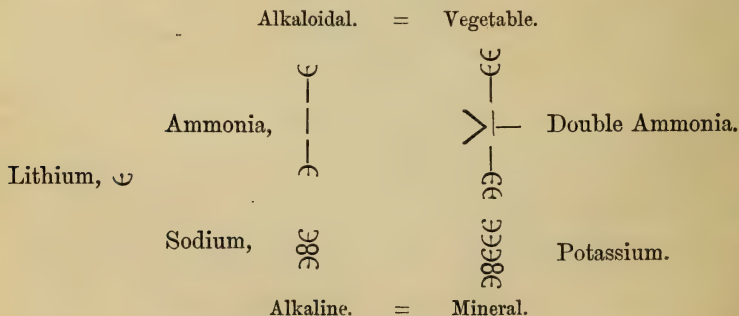 Alkaloidal. = Vegetable.
Ammonia, Double Ammonia.
Lithium,
Sodium, Potassium.
Alkaline. = Mineral.